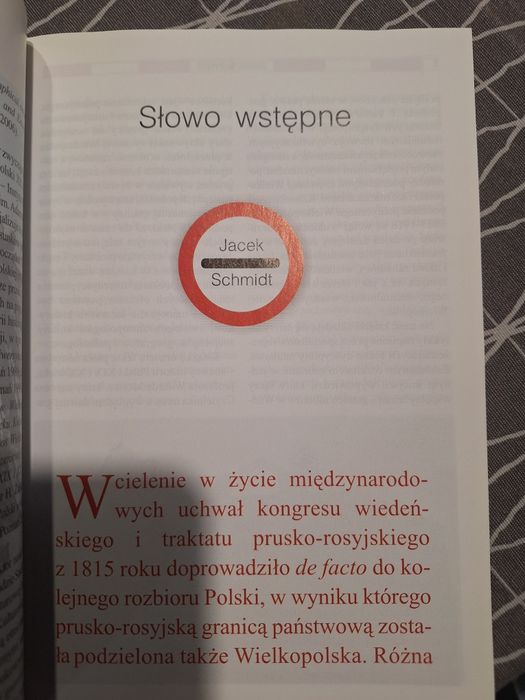 Słowo wstępne
Jacek
Schmidt
Wcielenie w życie międzynarodo-
wych uchwał kongresu wiedeń-
skiego i traktatu prusko-rosyjskiego
z 1815 roku doprowadziło de facto do ko-
lejnego rozbioru Polski, w wyniku którego
prusko-rosyjską granicą państwową zosta-
ła podzielona także Wielkopolska. Różna